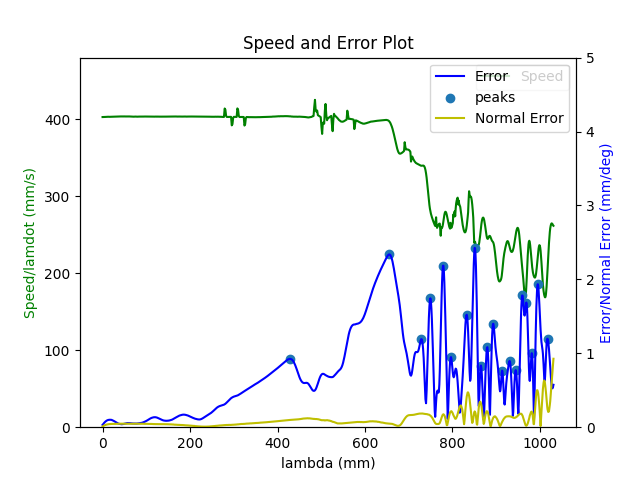 Speed and Error Plot
Speed
Error
peaks
Normal Error
Speed/lamdot (mm/s)
400
300
200
100
0
5
4
3
2
1
0
Error/Normal Error (mm/deg)
0
200
400
600
800
1000
lambda (mm)